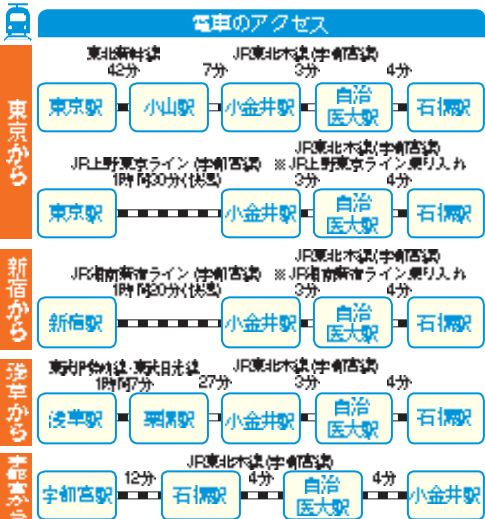 電車のアクセス
東京から
東北新幹線 JR東北本線(宇都宮線)
42分 7分 3分 4分
東京駅 小山駅 小金井駅 自治医大駅 石橋駅
JR東北本線(宇都宮線)
JR上野東京ライン(宇都宮線) ※JR上野東京ライン乗り入れ
1時間30分(快速) 3分 4分
東京駅 小金井駅 自治医大駅 石橋駅
新宿から
JR東北本線(宇都宮線)
JR湘南新宿ライン(宇都宮線) ※JR湘南新宿ライン乗り入れ
1時間20分(快速) 3分 4分
新宿駅 小金井駅 自治医大駅 石橋駅
浅草から
東武伊勢崎線・東武日光線 JR東北本線(宇都宮線)
1時間7分 27分 3分 4分
浅草駅 栗橋駅 小金井駅 自治医大駅 石橋駅
JR東北本線(宇都宮線)
12分 4分 4分
宇都宮駅 石橋駅 自治医大駅 小金井駅